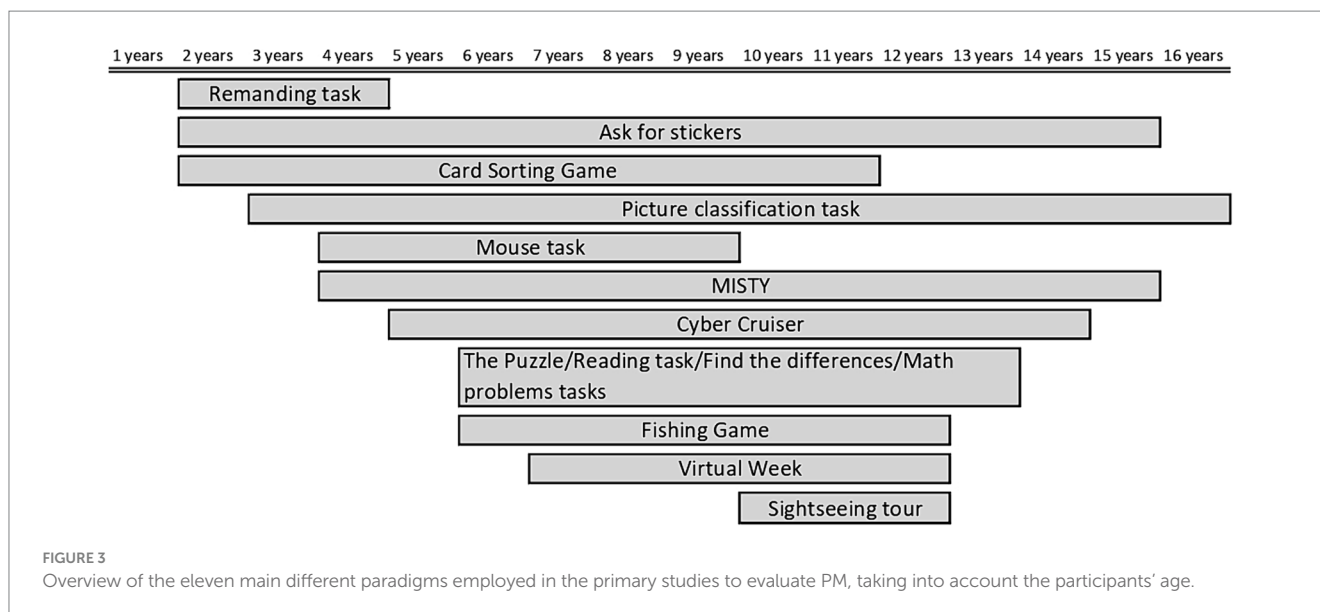 1 years 2 years 3 years 4 years 5 years 6 years 7 years 8 years 9 years 10 years 11 years 12 years 13 years 14 years 15 years 16 years
Remanding task
Ask for stickers
Card Sorting Game
Picture classification task
Mouse task
MISTY
Cyber Cruiser
The Puzzle/Reading task/Find the differences/Math
problems tasks
Fishing Game
Virtual Week
Sightseeing tour
FIGURE 3
Overview of the eleven main different paradigms employed in the primary studies to evaluate PM, taking into account the participants’ age.